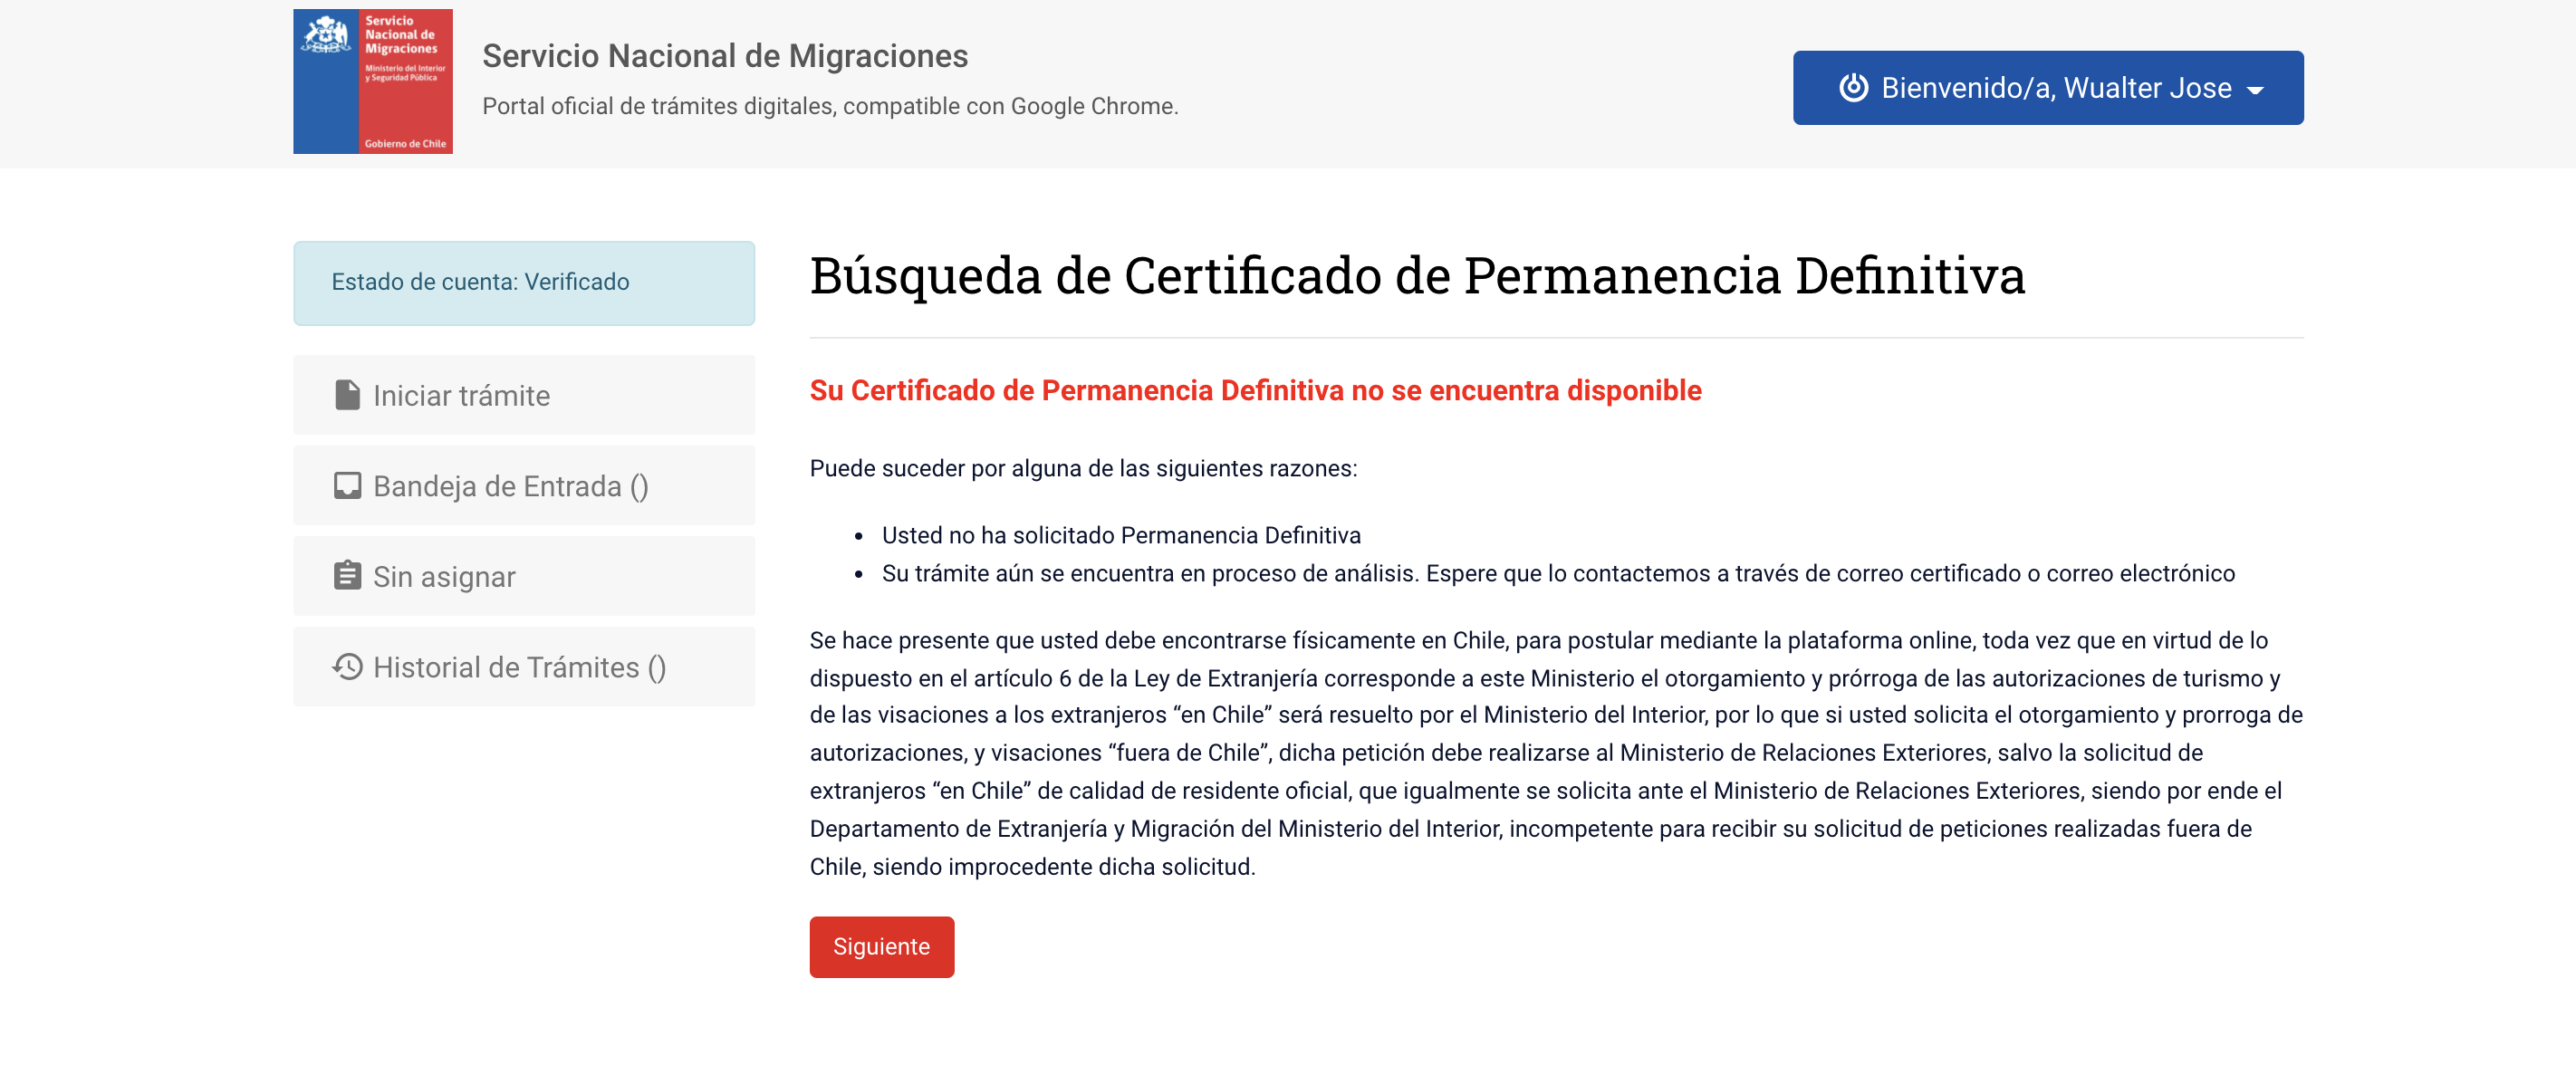 Servicio
Nacional de
Migraciones
Ministerio del Interior
y Seguridad Pública
Gobierno de Chile
Servicio Nacional de Migraciones
Portal oficial de trámites digitales, compatible con Google Chrome.
Bienvenido/a, Wualter Jose
Estado de cuenta: Verificado
Iniciar trámite
Bandeja de Entrada ()
Sin asignar
Historial de Trámites ()
Búsqueda de Certificado de Permanencia Definitiva
Su Certificado de Permanencia Definitiva no se encuentra disponible
Puede suceder por alguna de las siguientes razones:
• Usted no ha solicitado Permanencia Definitiva
• Su trámite aún se encuentra en proceso de análisis. Espere que lo contactemos a través de correo certificado o correo electrónico
Se hace presente que usted debe encontrarse físicamente en Chile, para postular mediante la plataforma online, toda vez que en virtud de lo
dispuesto en el artículo 6 de la Ley de Extranjería corresponde a este Ministerio el otorgamiento y prórroga de las autorizaciones de turismo y
de las visaciones a los extranjeros “en Chile” será resuelto por el Ministerio del Interior, por lo que si usted solicita el otorgamiento y prorroga de
autorizaciones, y visaciones “fuera de Chile”, dicha petición debe realizarse al Ministerio de Relaciones Exteriores, salvo la solicitud de
extranjeros “en Chile” de calidad de residente oficial, que igualmente se solicita ante el Ministerio de Relaciones Exteriores, siendo por ende el
Departamento de Extranjería y Migración del Ministerio del Interior, incompetente para recibir su solicitud de peticiones realizadas fuera de
Chile, siendo improcedente dicha solicitud.
Siguiente